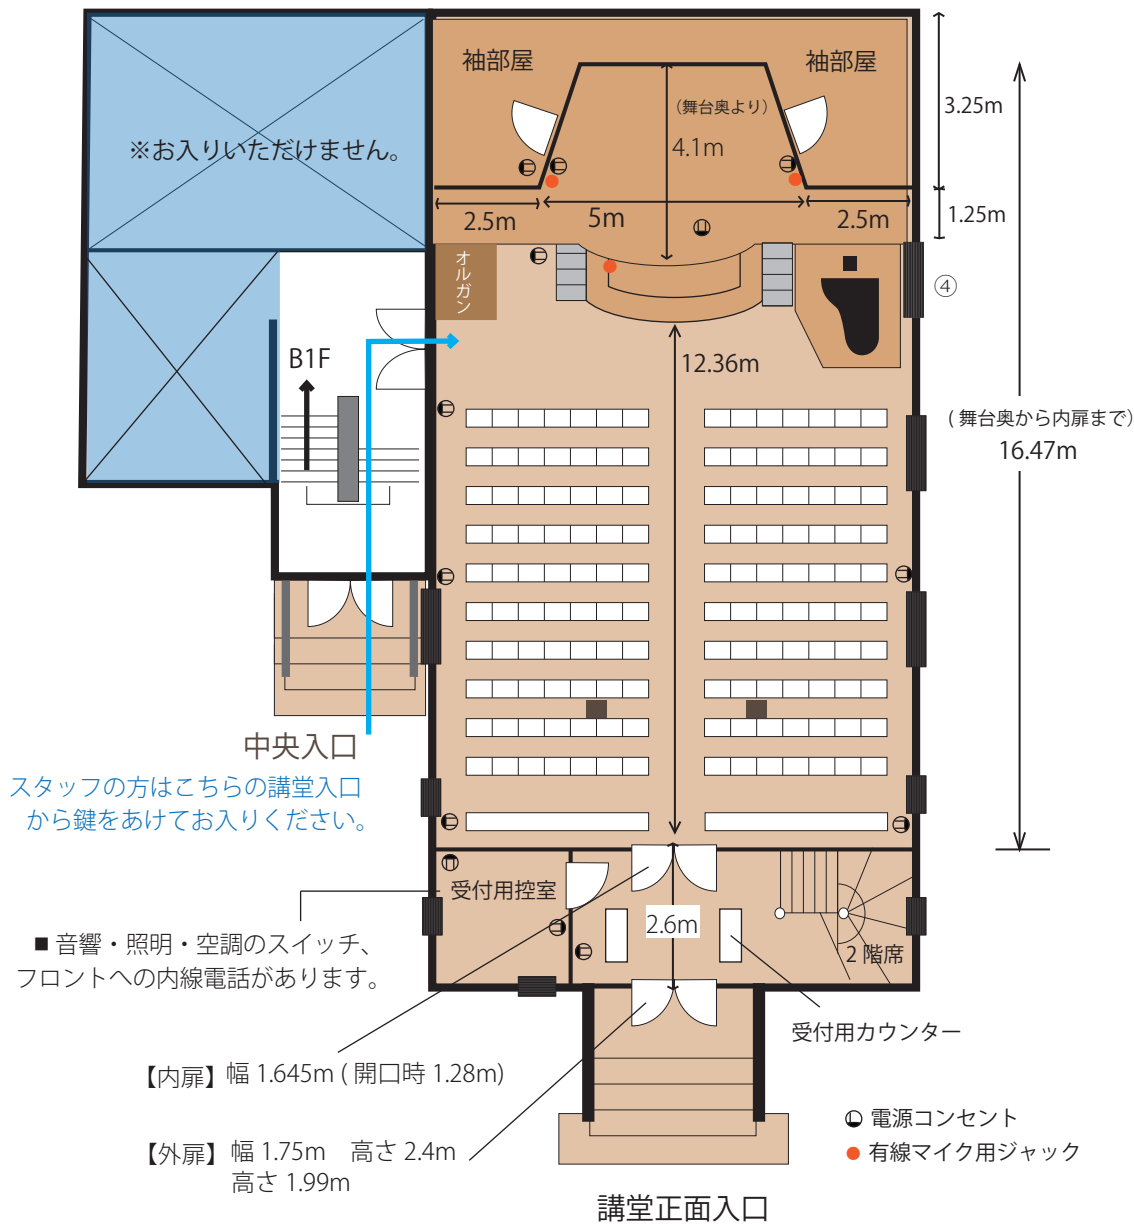 袖部屋
袖部屋
(舞台奥より)
4.1m
3.25m
※お入りいただけません。
2.5m
5m
2.5m
1.25m
オルガン
④
B1F
12.36m
(舞台奥から内扉まで)
16.47m
中央入口
スタッフの方はこちらの講堂入口
から鍵をあけてお入りください。
受付用控室
2.6m
2階席
■ 音響・照明・空調のスイッチ、
フロントへの内線電話があります。
受付用カウンター
【内扉】幅 1.645m (開口時 1.28m)
【外扉】幅 1.75m 高さ 2.4m
高さ 1.99m
電源コンセント
有線マイク用ジャック
講堂正面入口